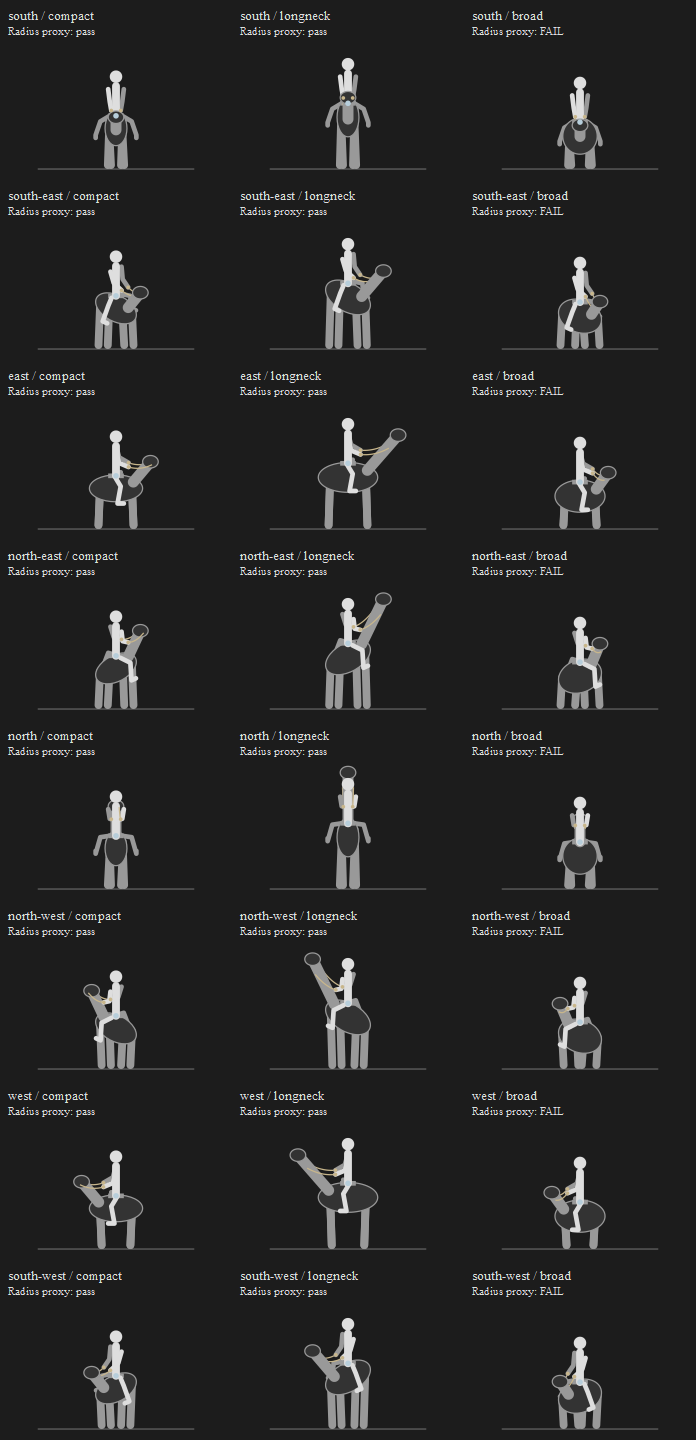 south / compact
Radius proxy: pass
south / longneck
Radius proxy: pass
south / broad
Radius proxy: FAIL
south-east / compact
Radius proxy: pass
south-east / longneck
Radius proxy: pass
south-east / broad
Radius proxy: FAIL
east / compact
Radius proxy: pass
east / longneck
Radius proxy: pass
east / broad
Radius proxy: FAIL
north-east / compact
Radius proxy: pass
north-east / longneck
Radius proxy: pass
north-east / broad
Radius proxy: FAIL
north / compact
Radius proxy: pass
north / longneck
Radius proxy: pass
north / broad
Radius proxy: FAIL
north-west / compact
Radius proxy: pass
north-west / longneck
Radius proxy: pass
north-west / broad
Radius proxy: FAIL
west / compact
Radius proxy: pass
west / longneck
Radius proxy: pass
west / broad
Radius proxy: FAIL
south-west / compact
Radius proxy: pass
south-west / longneck
Radius proxy: pass
south-west / broad
Radius proxy: FAIL